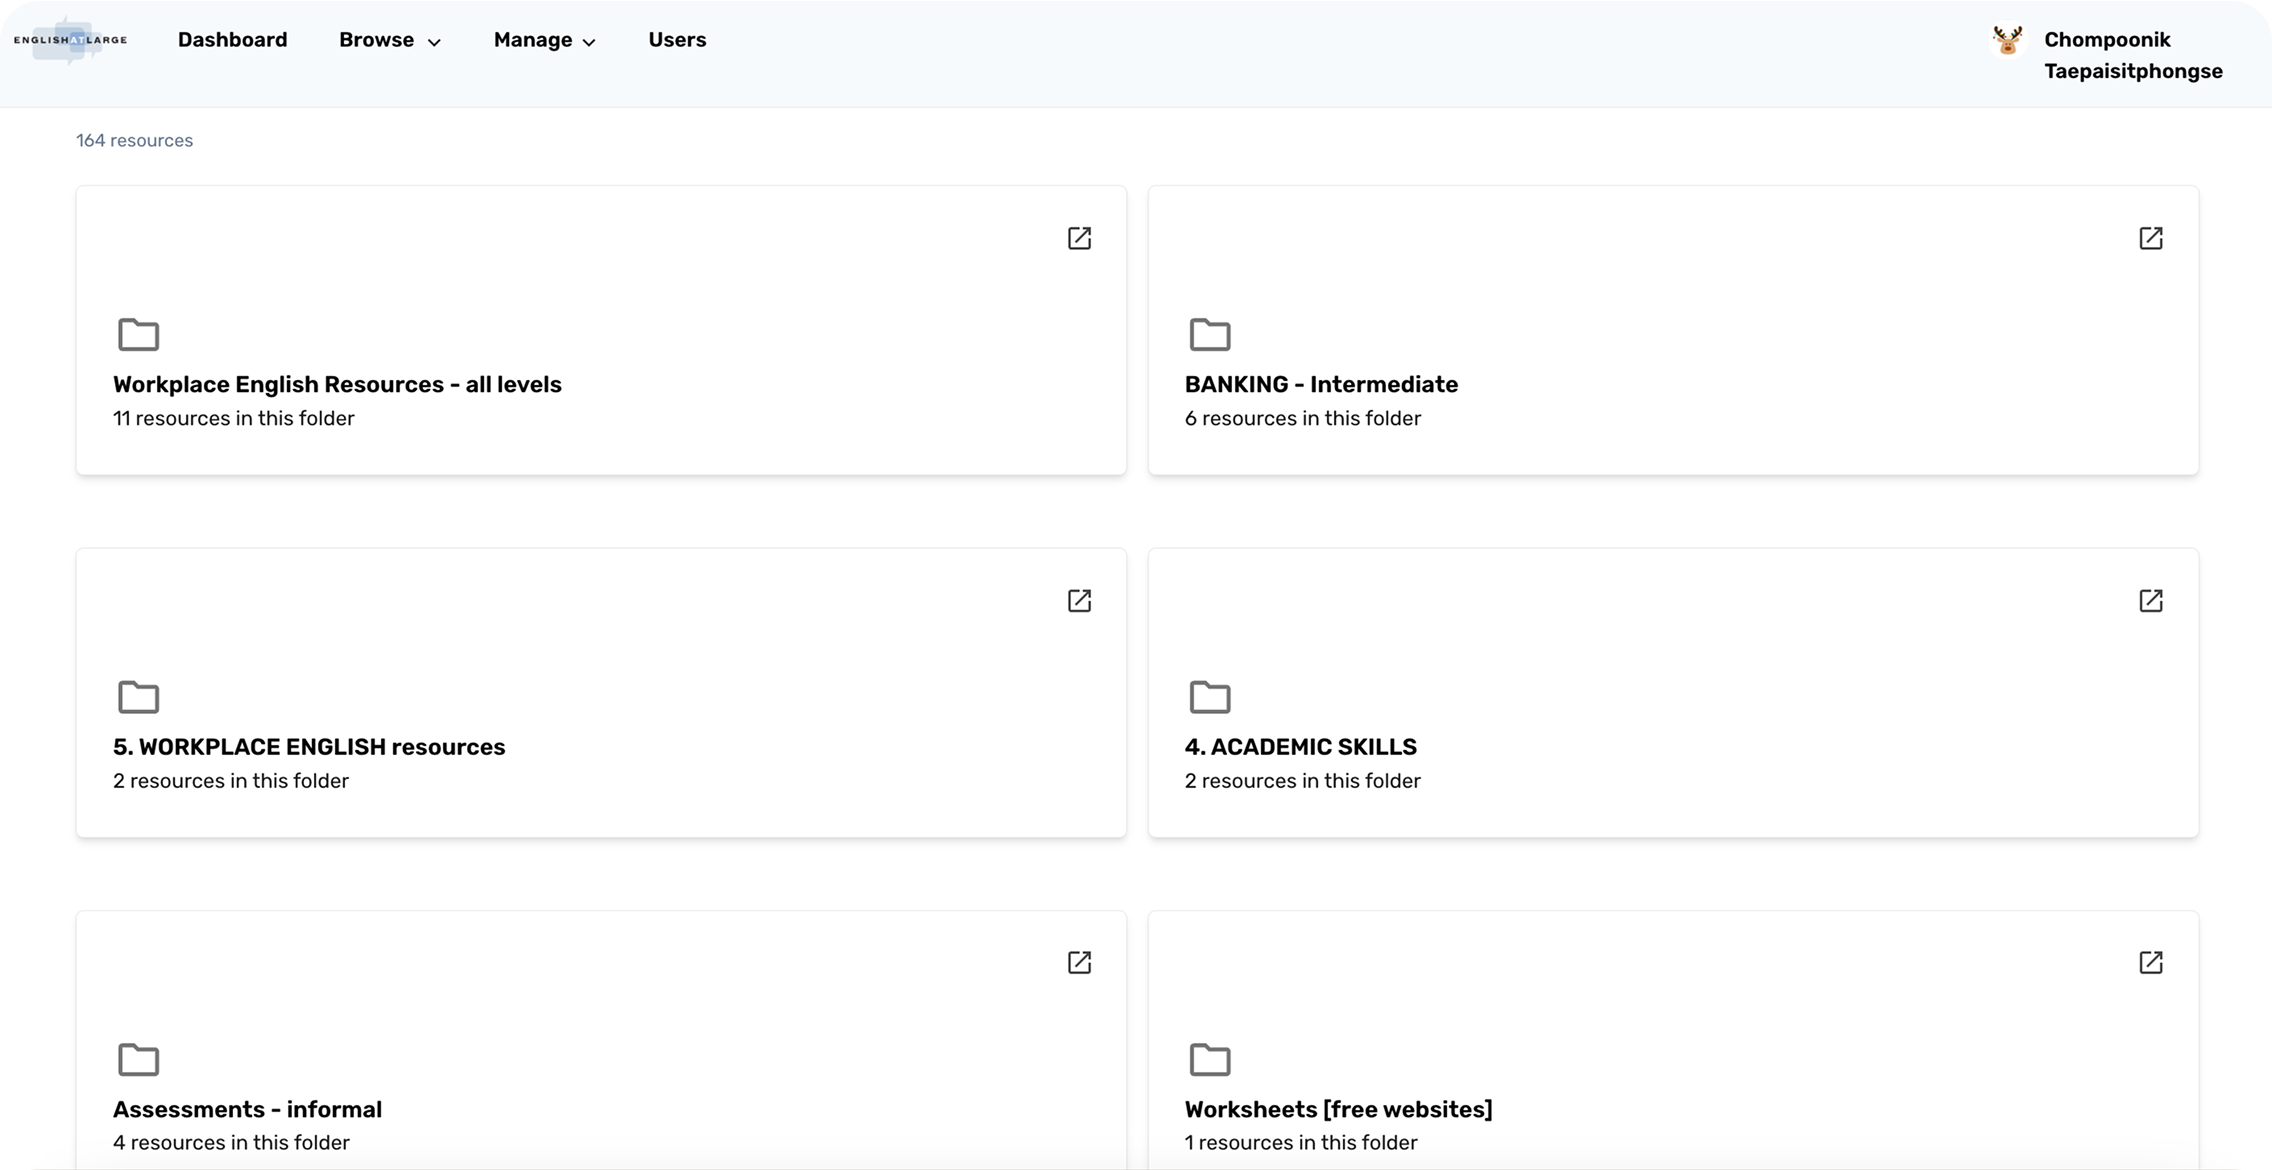 ENGLISHATLARGE
Dashboard
Browse
Manage
Users
Chompoonik
Taepaisitphongse
164 resources
Workplace English Resources - all levels
11 resources in this folder
BANKING - Intermediate
6 resources in this folder
5. WORKPLACE ENGLISH resources
2 resources in this folder
4. ACADEMIC SKILLS
2 resources in this folder
Assessments - informal
4 resources in this folder
Worksheets [free websites]
1 resources in this folder